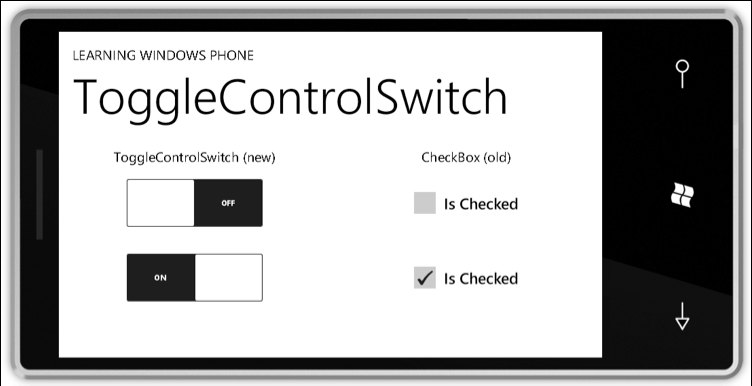 LEARNING WINDOWS PHONE
ToggleControlSwitch
ToggleControlSwitch (new) CheckBox (old)
OFF Is Checked
ON Is Checked